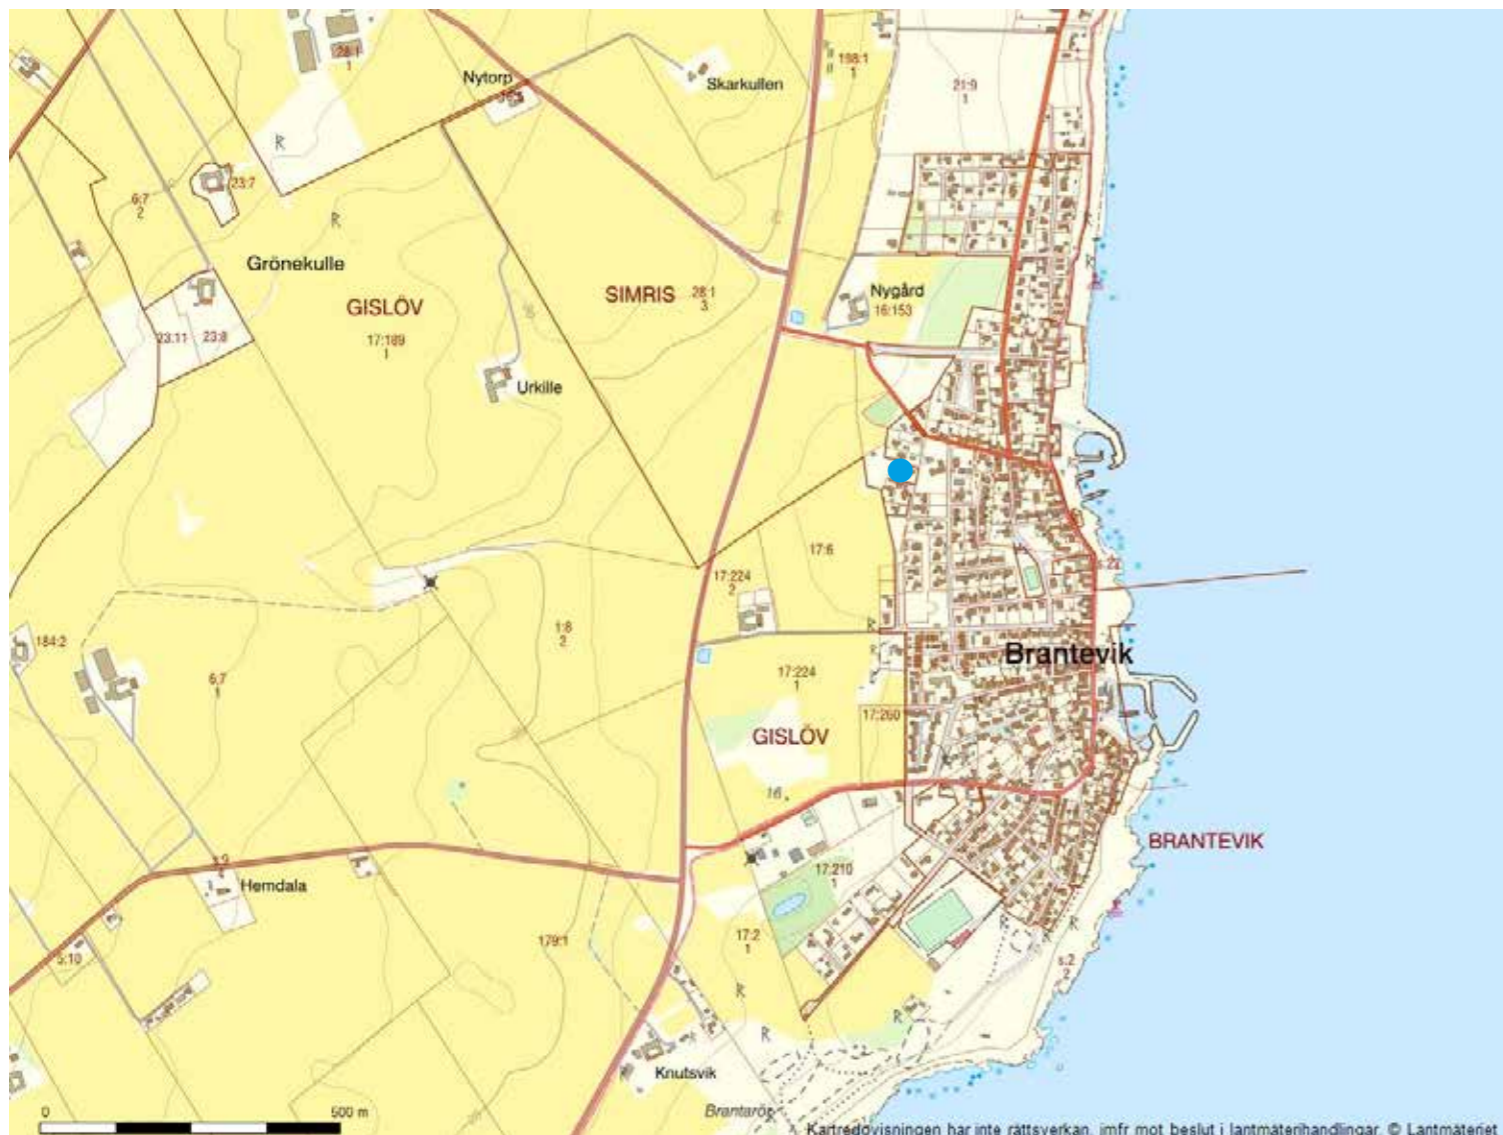 28:1
1
198:1
1
Nytorp
Skarkullen
21:9
1
23:7
6:7
2
Grönekulle
GISLÖV
SIMRIS
28:1
3
Nygård
16:153
23:11
23:8
17:189
1
Urkille
17:6
17:224
2
184:2
1:8
2
Brantevik
6:7
1
17:224
1
17:260
GISLÖV
16
BRANTEVIK
17:210
1
Hemdala
179:1
17:2
1
5:10
s:2
2
Knutsvik
0
500 m
Kartredovisningen har inte rättsverkan, jmfr mot beslut i lantmäterihandlingar. © Lantmäteriet